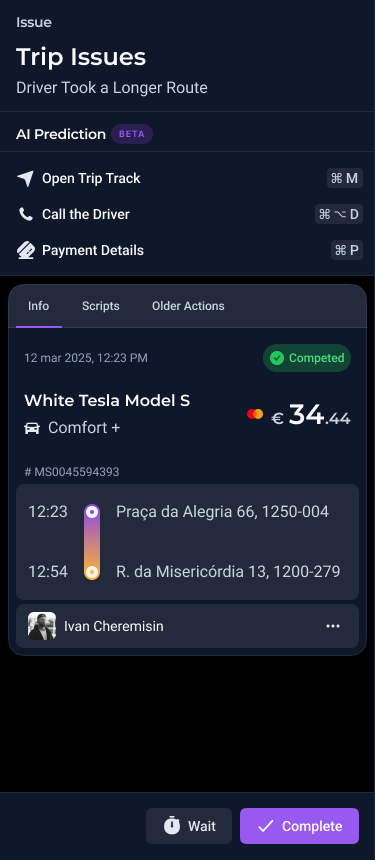 Issue
Trip Issues
Driver Took a Longer Route
AI Prediction BETA
Open Trip Track ⌘ M
Call the Driver ⌘ ⌥ D
Payment Details ⌘ P
Info Scripts Older Actions
12 mar 2025, 12:23 PM Competed
White Tesla Model S
€ 34.44
Comfort +
# MS0045594393
12:23 Praça da Alegria 66, 1250-004
12:54 R. da Misericórdia 13, 1200-279
Ivan Cheremisin
Wait Complete